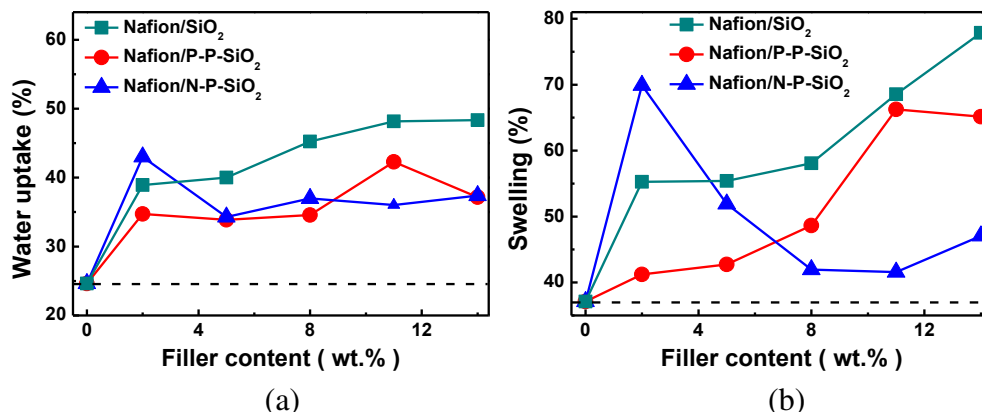 Nafion/SiO₂
Nafion/P-P-SiO₂
Nafion/N-P-SiO₂
Water uptake (%)
60
50
40
30
20
0
4
8
12
Filler content ( wt.% )
(a)
Nafion/SiO₂
Nafion/P-P-SiO₂
Nafion/N-P-SiO₂
Swelling (%)
80
70
60
50
40
0
4
8
12
Filler content ( wt.% )
(b)